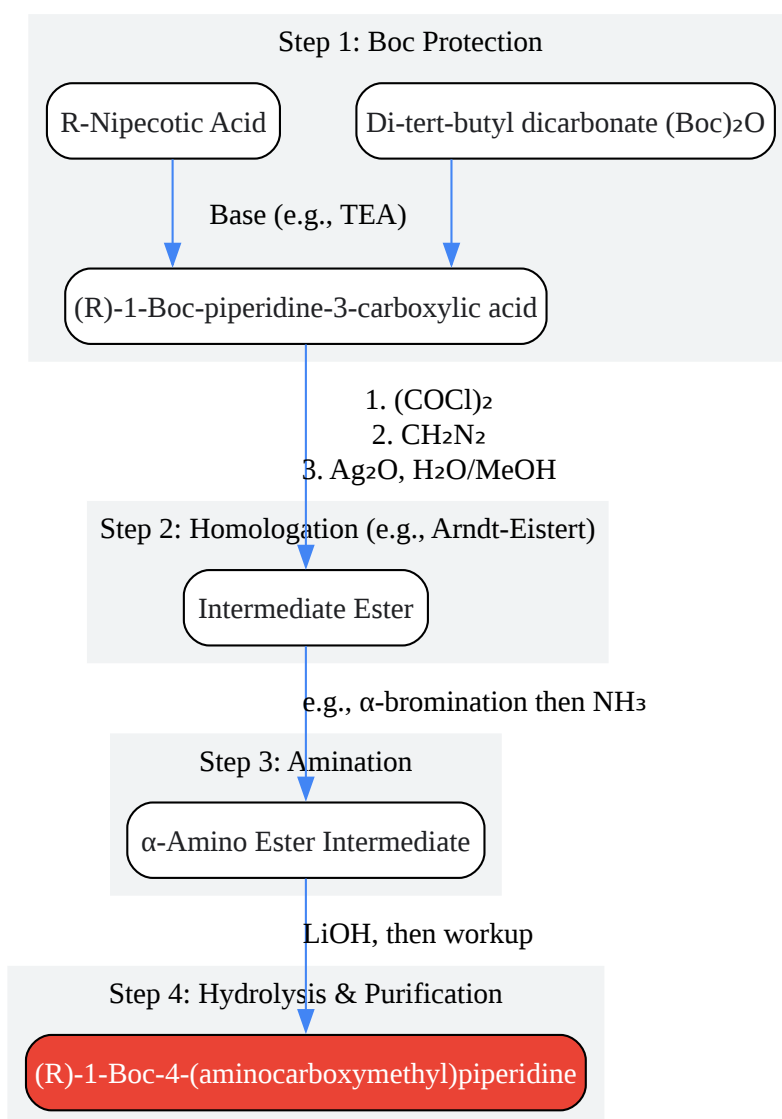 Step 1: Boc Protection
R-Nipecotic Acid
Di-tert-butyl dicarbonate (Boc)₂O
Base (e.g., TEA)
(R)-1-Boc-piperidine-3-carboxylic acid
1. (COCl)₂
2. CH₂N₂
3. Ag₂O, H₂O/MeOH
Step 2: Homologation (e.g., Arndt-Eistert)
Intermediate Ester
e.g., α-bromination then NH₃
Step 3: Amination
α-Amino Ester Intermediate
LiOH, then workup
Step 4: Hydrolysis & Purification
(R)-1-Boc-4-(aminocarboxymethyl)piperidine